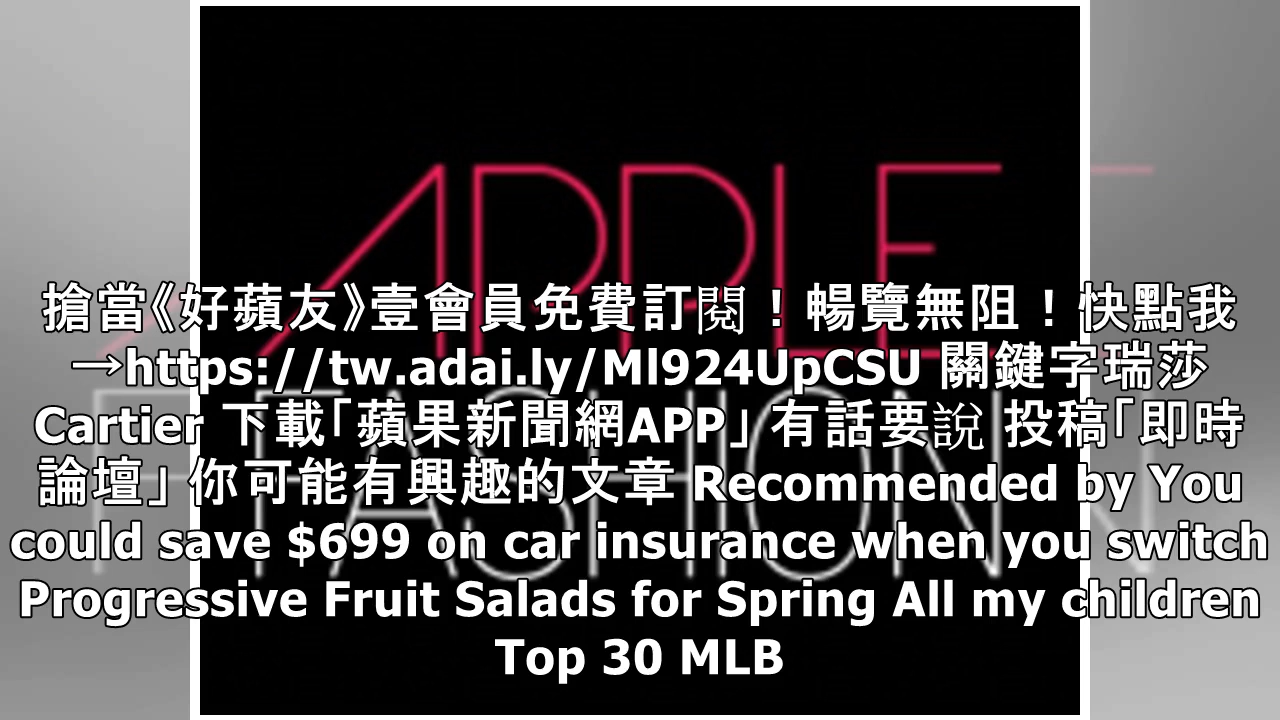 APPLE
FASHION
搶當《好蘋友》壹會員免費訂閱！暢覽無阻！快點我
→https://tw.adai.ly/Ml924UpCSU 關鍵字瑞莎
Cartier 下載「蘋果新聞網APP」 有話要說 投稿「即時
論壇」 你可能有興趣的文章 Recommended by You
could save $699 on car insurance when you switch
Progressive Fruit Salads for Spring All my children
Top 30 MLB